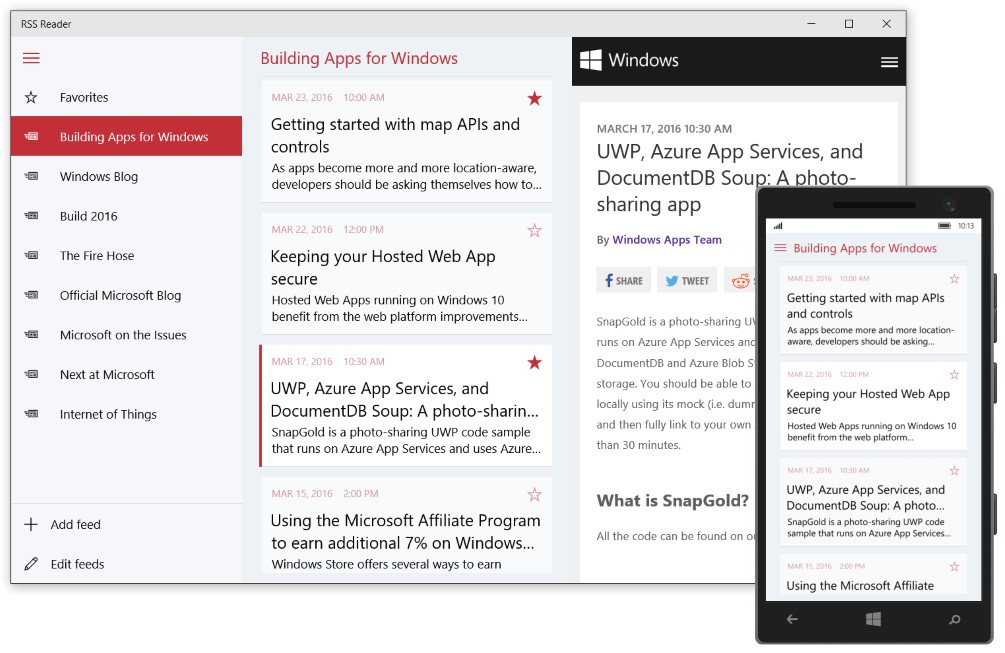 RSS Reader
Favorites
Building Apps for Windows
Windows Blog
Build 2016
The Fire Hose
Official Microsoft Blog
Microsoft on the Issues
Next at Microsoft
Internet of Things
Add feed
Edit feeds
Building Apps for Windows
MAR 23, 2016 10:00 AM
Getting started with map APIs and
controls
As apps become more and more location-aware,
developers should be asking themselves how to...
MAR 22, 2016 12:00 PM
Keeping your Hosted Web App
secure
Hosted Web Apps running on Windows 10
benefit from the web platform improvements...
MAR 17, 2016 10:30 AM
UWP, Azure App Services, and
DocumentDB Soup: A photo-sharin...
SnapGold is a photo-sharing UWP code sample
that runs on Azure App Services and uses Azure...
MAR 15, 2016 2:00 PM
Using the Microsoft Affiliate Program
to earn additional 7% on Windows...
Windows Store offers several ways to earn
Windows
MARCH 17, 2016 10:30 AM
UWP, Azure App Services, and
DocumentDB Soup: A photo-
sharing app
By Windows Apps Team
SHARE
TWEET
SnapGold is a photo-sharing
runs on Azure App Services and
DocumentDB and Azure Blob
storage. You should be able to
locally using its mock (i.e.
and then fully link to your own
than 30 minutes.
What is SnapGold?
All the code can be found on
10:13
Building Apps for Windows
MAR 23, 2016 10:00 AM
Getting started with map APIs
and controls
As apps become more and more location-
aware, developers should be asking...
MAR 22, 2016 12:00 PM
Keeping your Hosted Web App
secure
Hosted Web Apps running on Windows 10
benefit from the web platform...
MAR 17, 2016 10:30 AM
UWP, Azure App Services, and
DocumentDB Soup: A photo...
SnapGold is a photo-sharing UWP code
sample that runs on Azure App Services...
MAR 15, 2016 2:00 PM
Using the Microsoft Affiliate